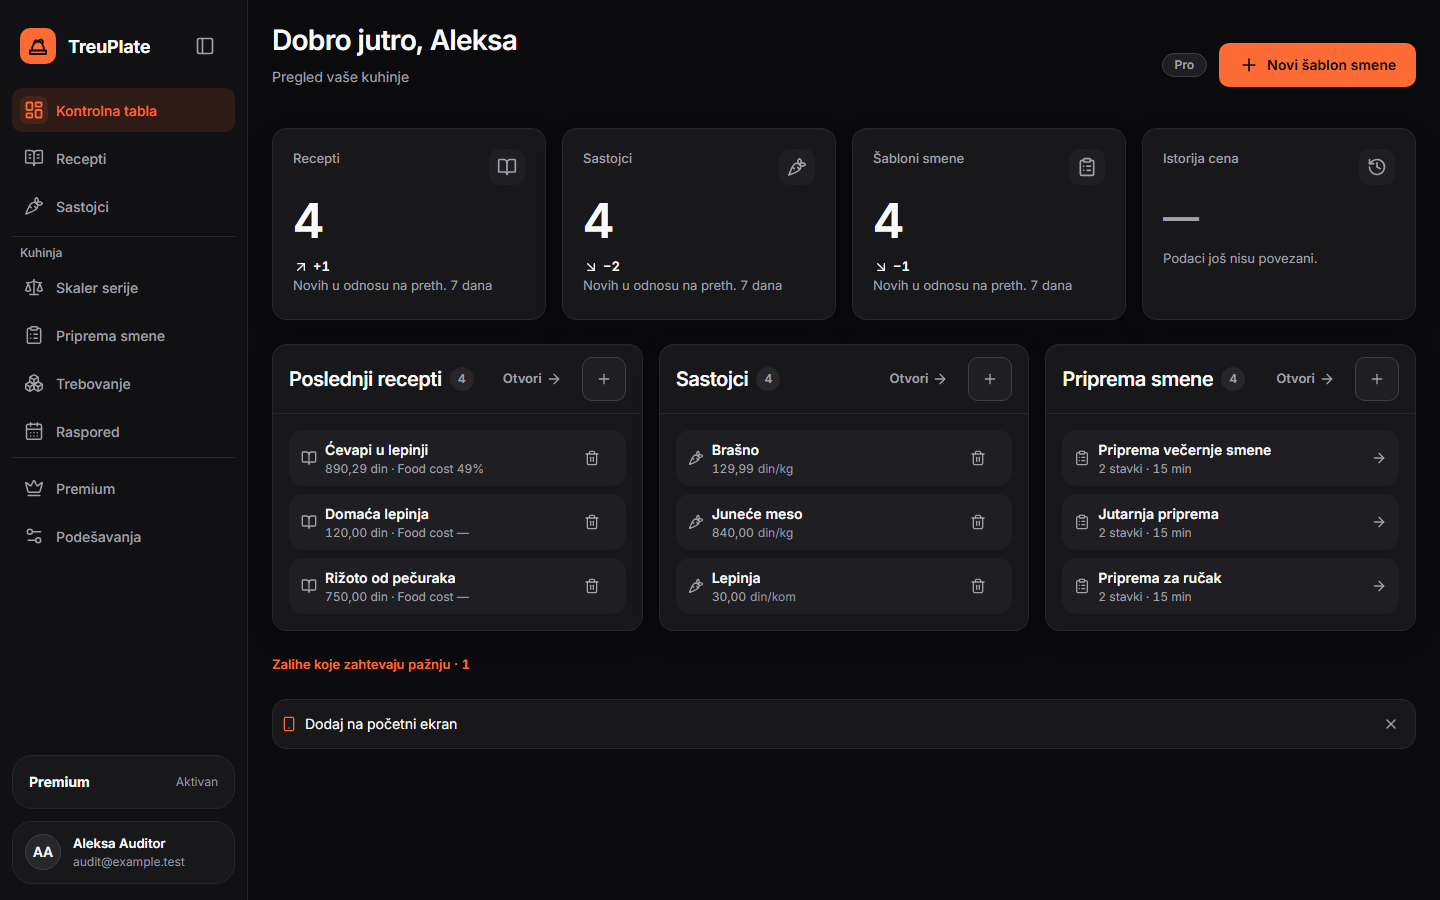 TreuPlate
Kontrolna tabla
Recepti
Sastojci
Kuhinja
Skaler serije
Priprema smene
Trebovanje
Raspored
Premium
Podešavanja
Premium
Aktivan
AA
Aleksa Auditor
audit@example.test
Dobro jutro, Aleksa
Pregled vaše kuhinje
Pro
Novi šablon smene
Recepti
4
+1
Novih u odnosu na preth. 7 dana
Sastojci
4
−2
Novih u odnosu na preth. 7 dana
Šabloni smene
4
−1
Novih u odnosu na preth. 7 dana
Istorija cena
—
Podaci još nisu povezani.
Poslednji recepti 4 Otvori →
Ćevapi u lepinji
890,29 din · Food cost 49%
Domaća lepinja
120,00 din · Food cost —
Rižoto od pečuraka
750,00 din · Food cost —
Sastojci 4 Otvori →
Brašno
129,99 din/kg
Juneće meso
840,00 din/kg
Lepinja
30,00 din/kom
Priprema smene 4 Otvori →
Priprema večernje smene
2 stavki · 15 min
Jutarnja priprema
2 stavki · 15 min
Priprema za ručak
2 stavki · 15 min
Zalihe koje zahtevaju pažnju · 1
Dodaj na početni ekran